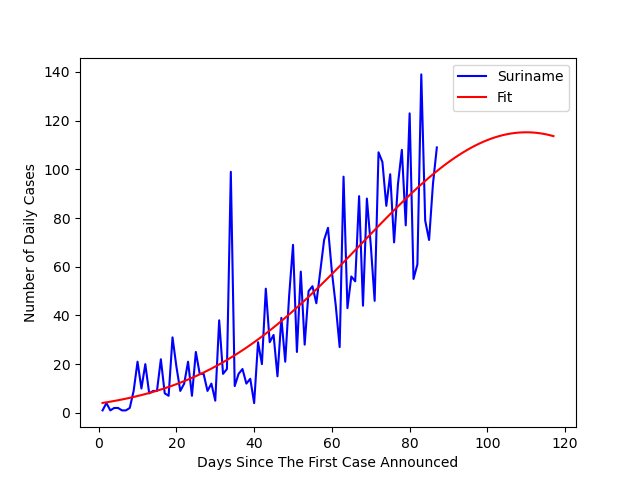 140
120
100
80
60
40
20
0
Number of Daily Cases
Suriname
Fit
0 20 40 60 80 100 120
Days Since The First Case Announced